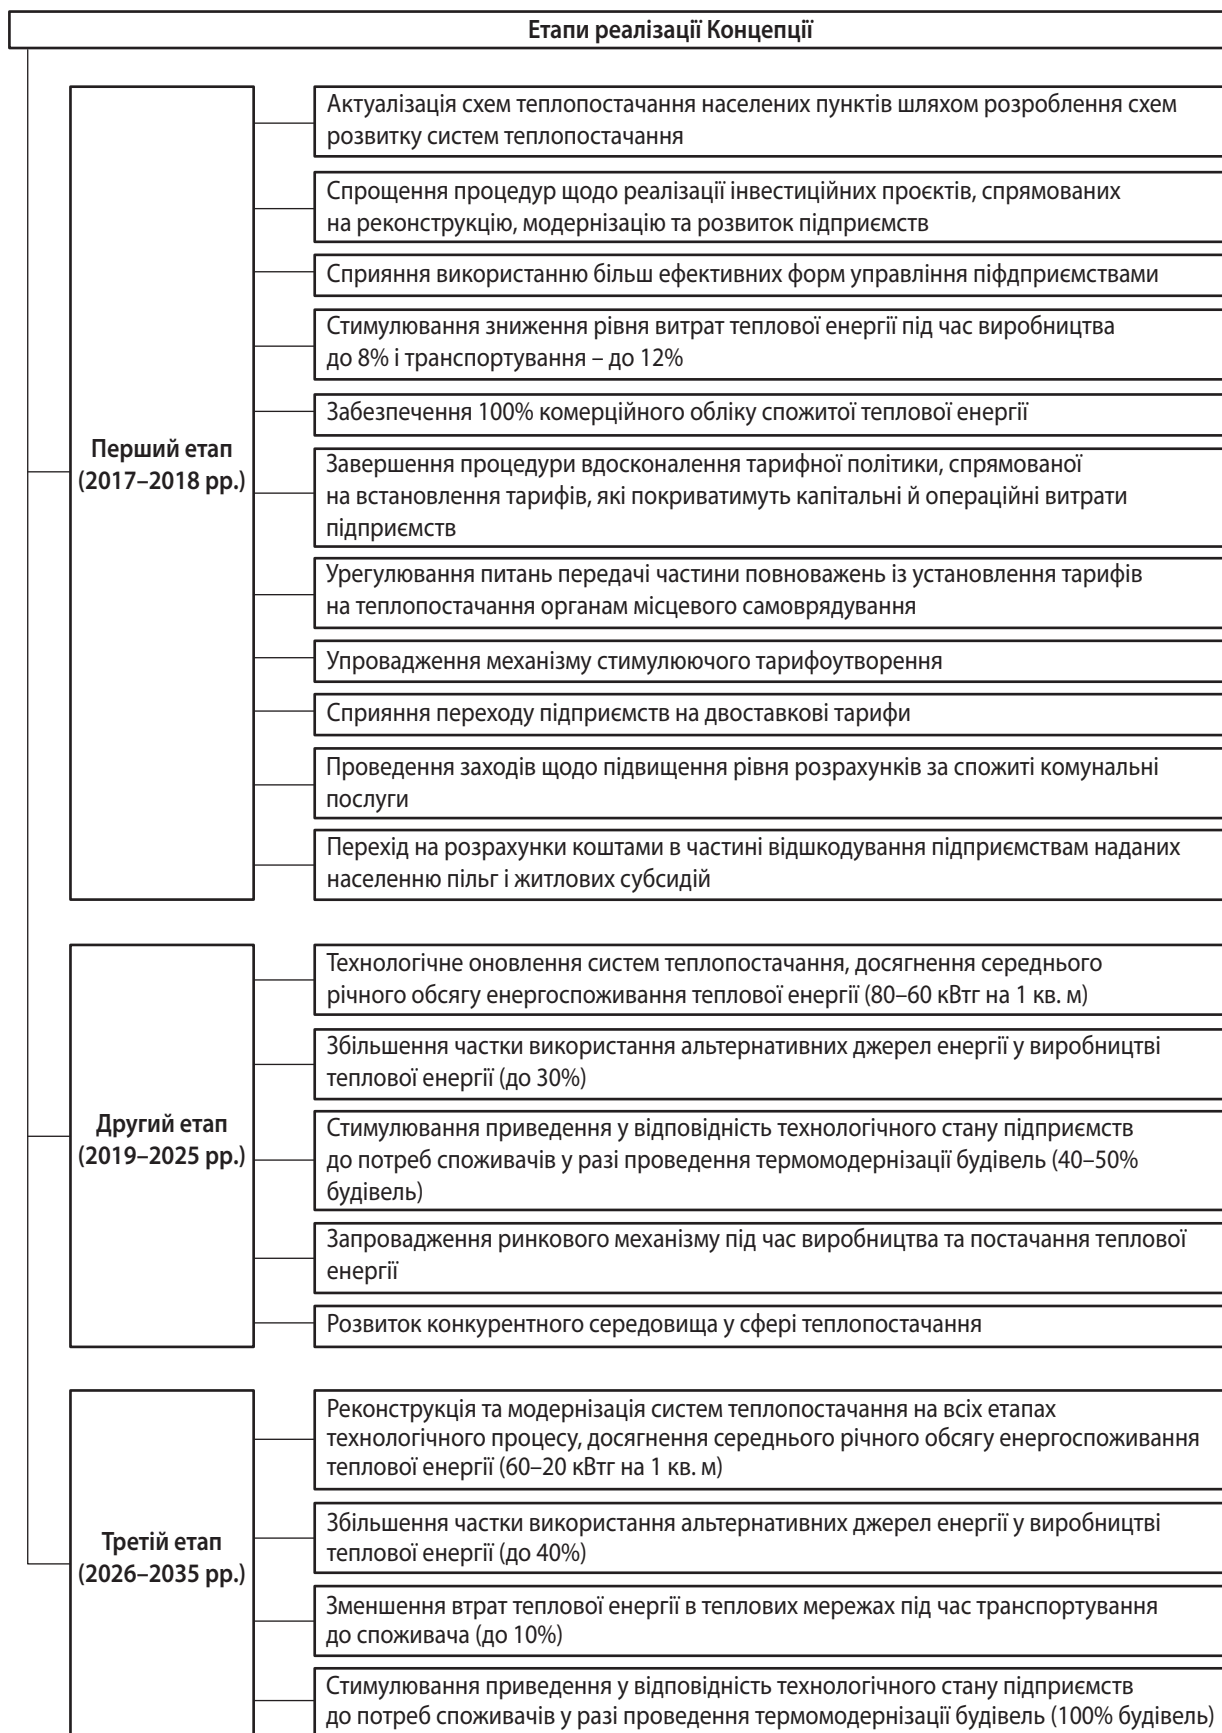 Етапи реалізації Концепції
Перший етап
(2017–2018 рр.)
Актуалізація схем теплопостачання населених пунктів шляхом розроблення схем
розвитку систем теплопостачання
Спрощення процедур щодо реалізації інвестиційних проєктів, спрямованих
на реконструкцію, модернізацію та розвиток підприємств
Сприяння використанню більш ефективних форм управління піфдприємствами
Стимулювання зниження рівня витрат теплової енергії під час виробництва
до 8% і транспортування – до 12%
Забезпечення 100% комерційного обліку спожитої теплової енергії
Завершення процедури вдосконалення тарифної політики, спрямованої
на встановлення тарифів, які покриватимуть капітальні й операційні витрати
підприємств
Урегулювання питань передачі частини повноважень із установлення тарифів
на теплопостачання органам місцевого самоврядування
Упровадження механізму стимулюючого тарифоутворення
Сприяння переходу підприємств на двоставкові тарифи
Проведення заходів щодо підвищення рівня розрахунків за спожиті комунальні
послуги
Перехід на розрахунки коштами в частині відшкодування підприємствам наданих
населенню пільг і житлових субсидій
Другий етап
(2019–2025 рр.)
Технологічне оновлення систем теплопостачання, досягнення середнього
річного обсягу енергоспоживання теплової енергії (80–60 кВтг на 1 кв. м)
Збільшення частки використання альтернативних джерел енергії у виробництві
теплової енергії (до 30%)
Стимулювання приведення у відповідність технологічного стану підприємств
до потреб споживачів у разі проведення термомодернізації будівель (40–50%
будівель)
Запровадження ринкового механізму під час виробництва та постачання теплової
енергії
Розвиток конкурентного середовища у сфері теплопостачання
Третій етап
(2026–2035 рр.)
Реконструкція та модернізація систем теплопостачання на всіх етапах
технологічного процесу, досягнення середнього річного обсягу енергоспоживання
теплової енергії (60–20 кВтг на 1 кв. м)
Збільшення частки використання альтернативних джерел енергії у виробництві
теплової енергії (до 40%)
Зменшення втрат теплової енергії в теплових мережах під час транспортування
до споживача (до 10%)
Стимулювання приведення у відповідність технологічного стану підприємств
до потреб споживачів у разі проведення термомодернізації будівель (100% будівель)